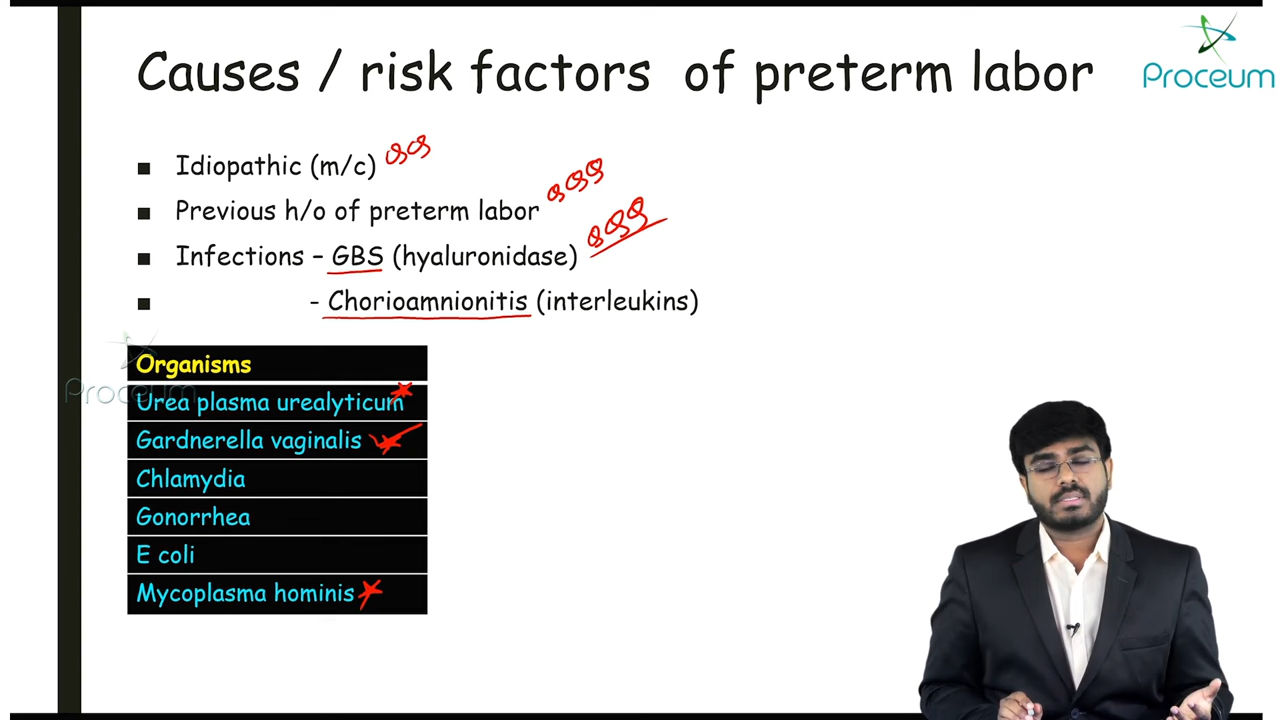 Causes / risk factors of preterm labor
Proceum
■ Idiopathic (m/c)
■ Previous h/o of preterm labor
■ Infections – GBS (hyaluronidase)
■ - Chorioamnionitis (interleukins)
Organisms
Proceum
Urea plasma urealyticum
Gardnerella vaginalis
Chlamydia
Gonorrhea
E coli
Mycoplasma hominis